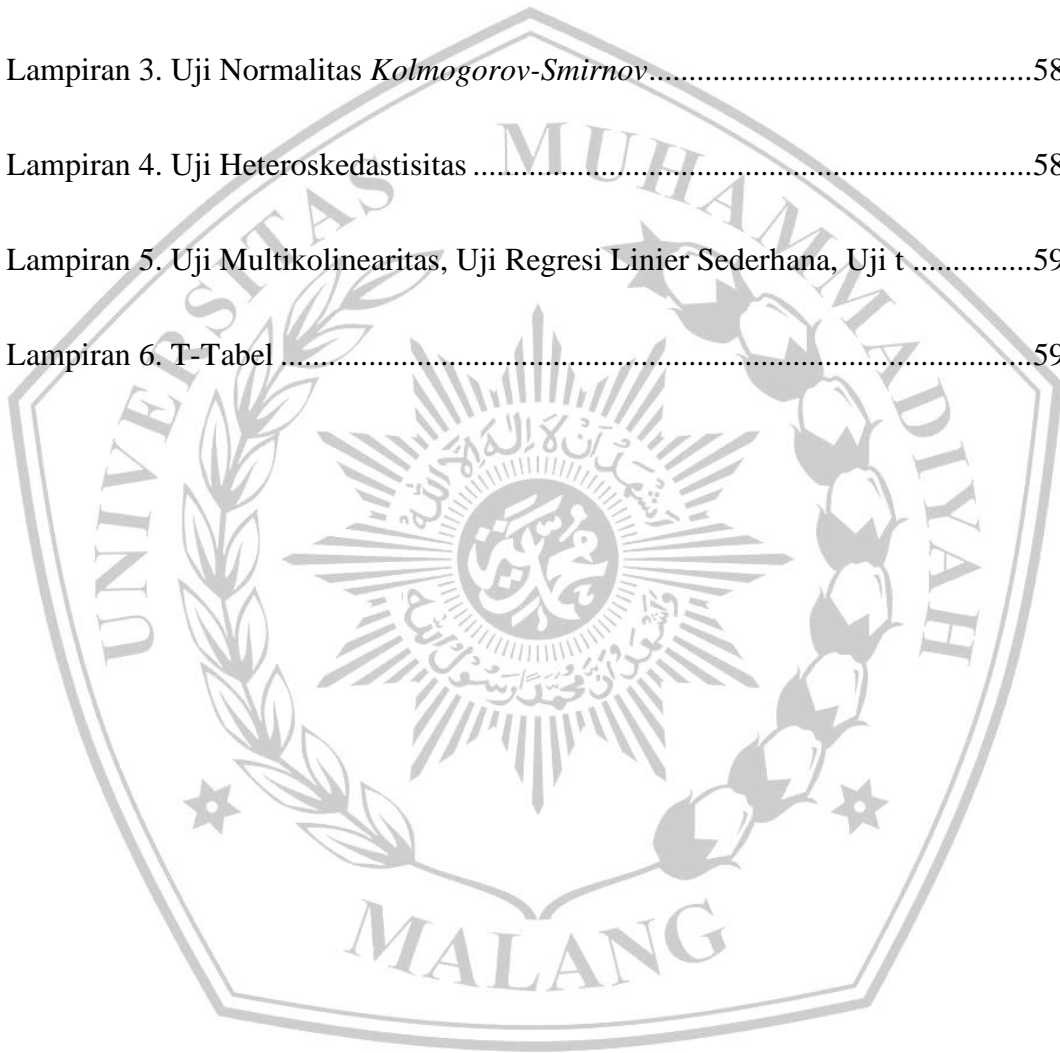 Lampiran 3. Uji Normalitas Kolmogorov-Smirnov.................................................58
Lampiran 4. Uji Heteroskedastisitas ........................................................................58
Lampiran 5. Uji Multikolinearitas, Uji Regresi Linier Sederhana, Uji t ...............59
Lampiran 6. T-Tabel .................................................................................................59
UNIVERSITAS MUHAMMADIYAH
MALANG